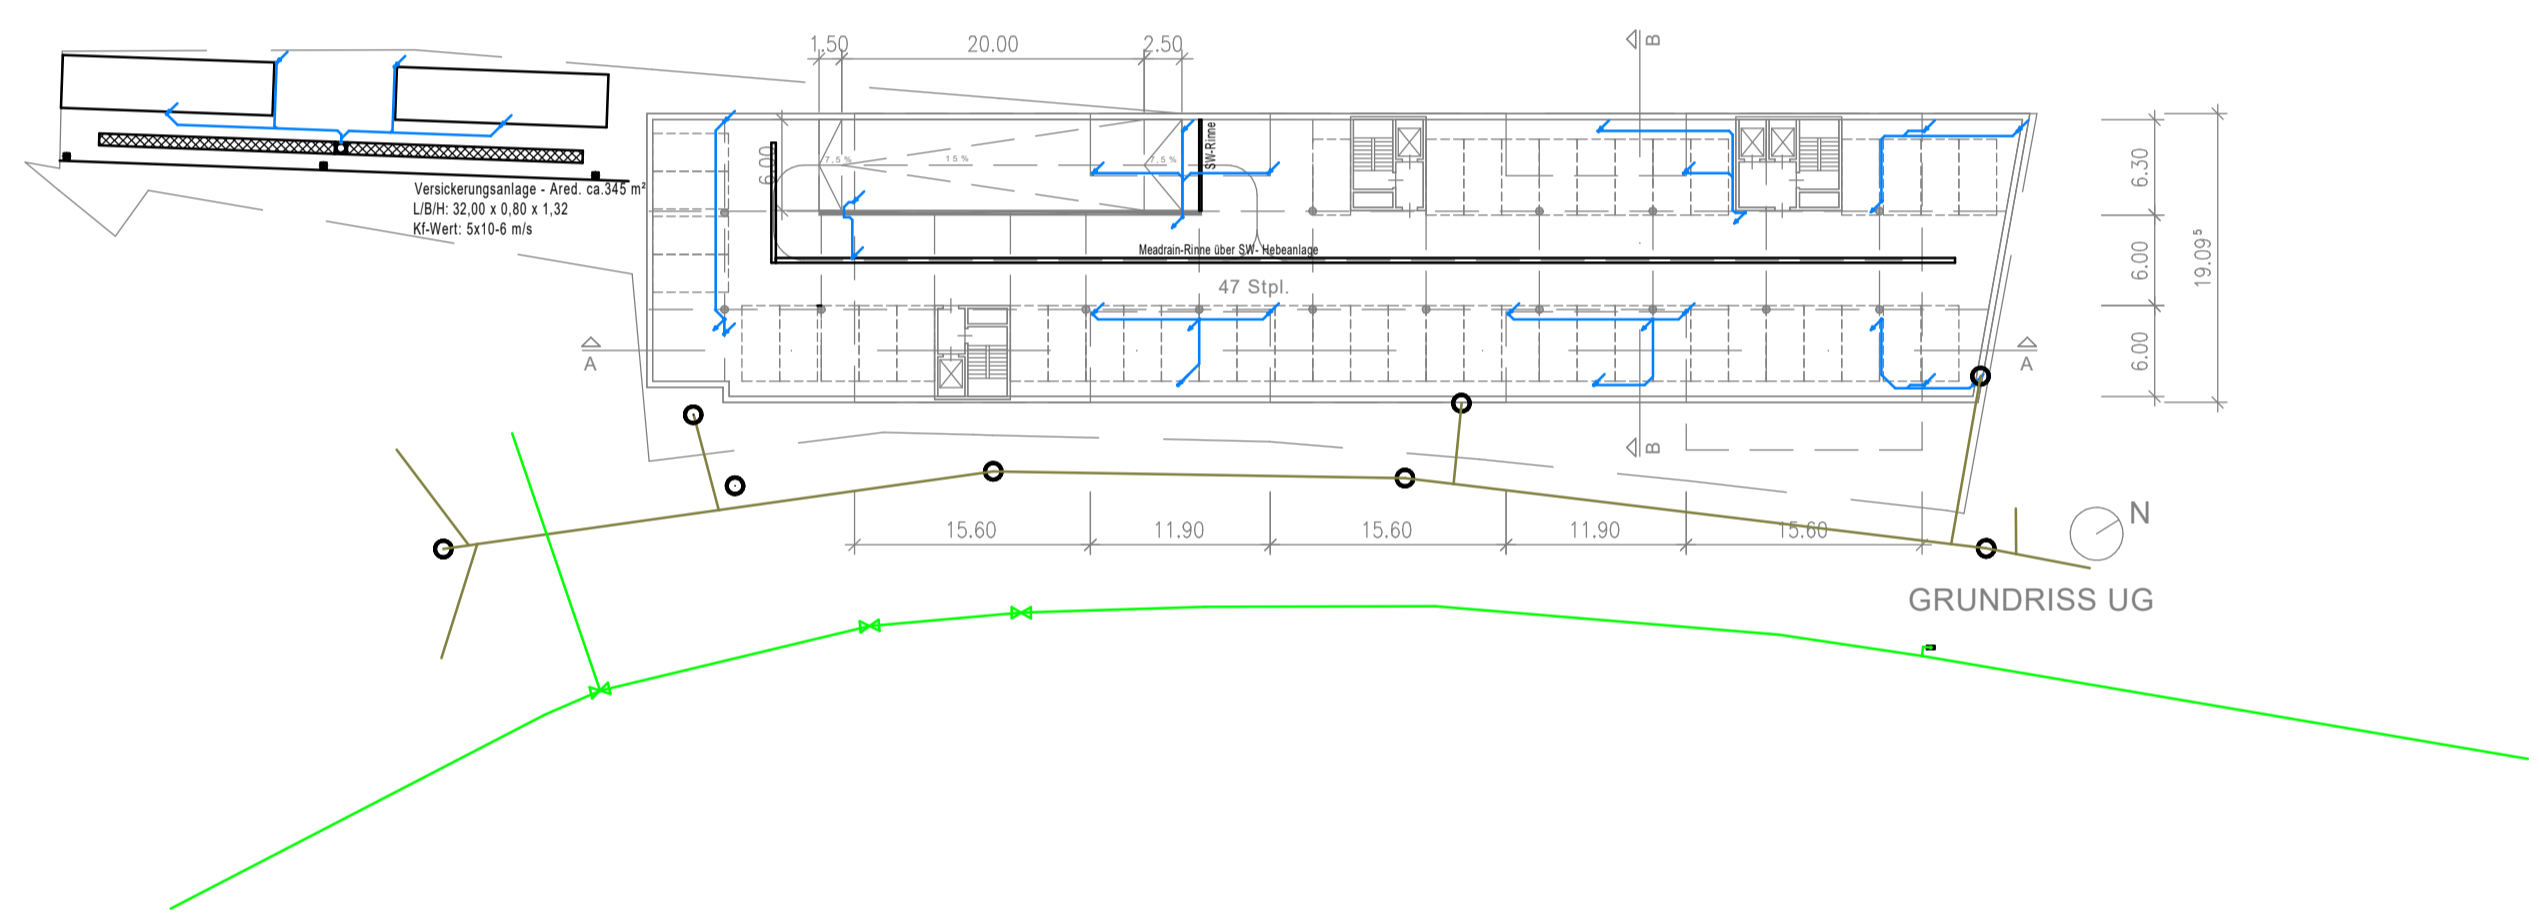 1.50
20.00
2.50
B
7,5 %
15 %
7,5 %
6.00
SW-Rinne
6.30
Versickerungsanlage - Ared. ca.345 m²
L/B/H: 32,00 x 0,80 x 1,32
Kf-Wert: 5x10-6 m/s
Meadrain-Rinne über SW- Hebeanlage
47 Stpl.
6.00
19.09⁵
A
A
6.00
B
15.60
11.90
15.60
11.90
15.60
N
GRUNDRISS UG